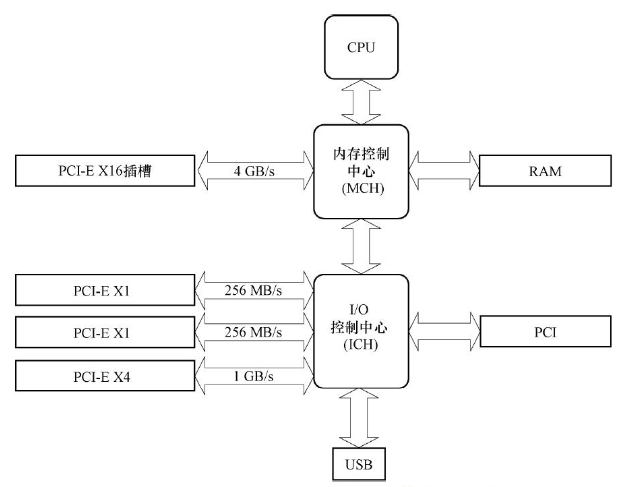 CPU
PCI-E X16插槽
4 GB/s
内存控制
中心
(MCH)
RAM
PCI-E X1
256 MB/s
PCI-E X1
256 MB/s
PCI-E X4
1 GB/s
I/O
控制中心
(ICH)
PCI
USB